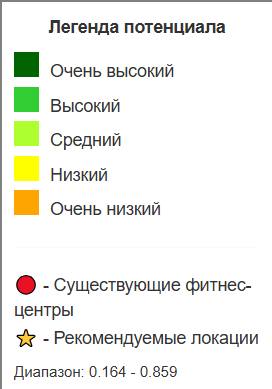 Легенда потенциала
Очень высокий
Высокий
Средний
Низкий
Очень низкий
- Существующие фитнес-
центры
- Рекомендуемые локации
Диапазон: 0.164 - 0.859